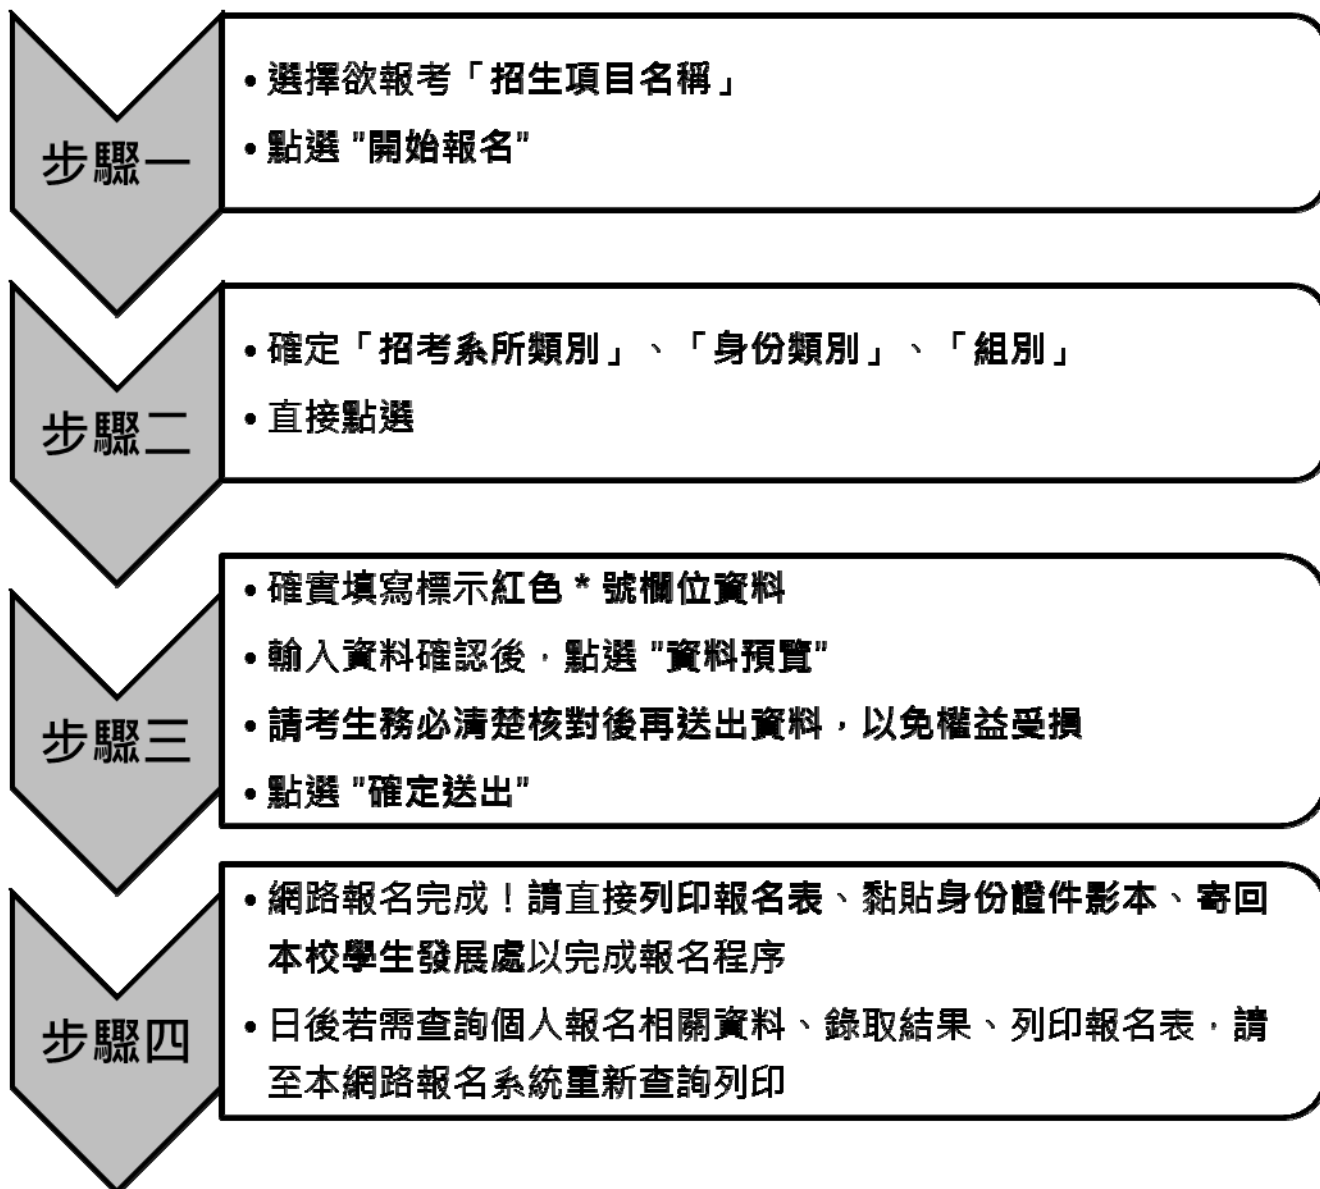 步驟一
• 選擇欲報考「招生項目名稱」
• 點選 "開始報名"
步驟二
• 確定「招考系所類別」、「身份類別」、「組別」
• 直接點選
步驟三
• 確實填寫標示紅色 * 號欄位資料
• 輸入資料確認後，點選 "資料預覽"
• 請考生務必清楚核對後再送出資料，以免權益受損
• 點選 "確定送出"
步驟四
• 網路報名完成！請直接列印報名表、黏貼身份證件影本、寄回
本校學生發展處以完成報名程序
• 日後若需查詢個人報名相關資料、錄取結果、列印報名表，請
至本網路報名系統重新查詢列印